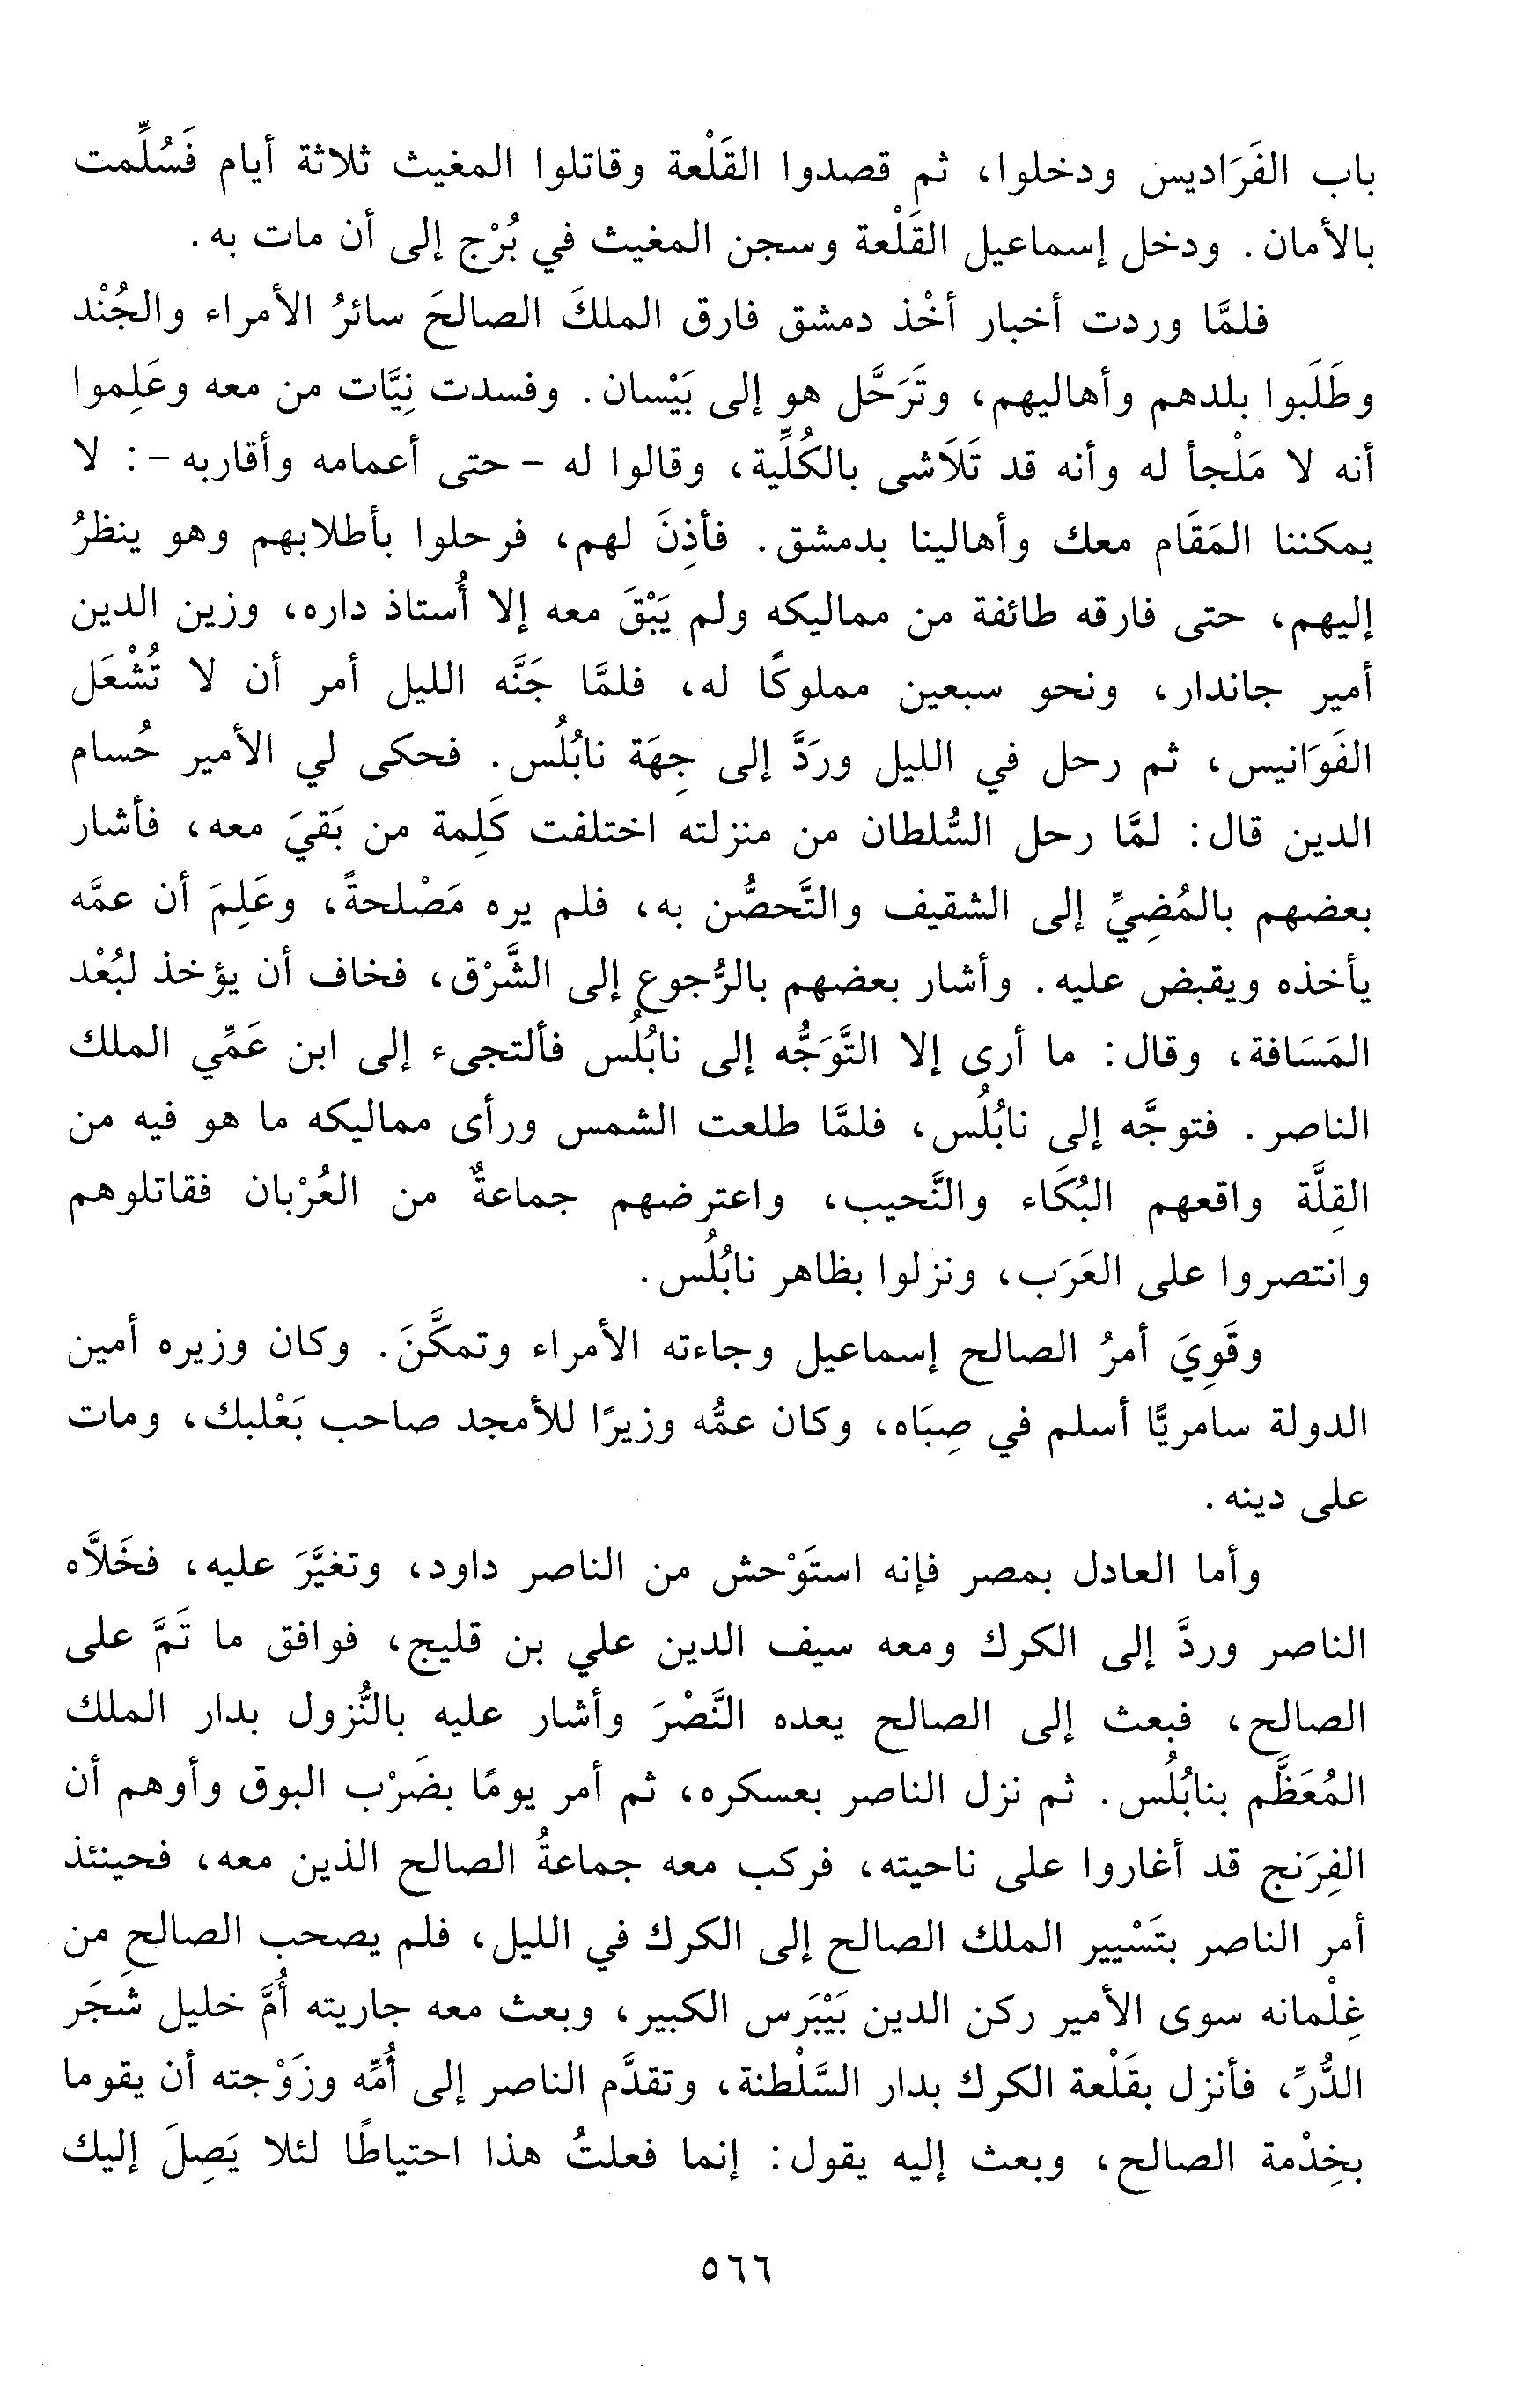 باب الفَرَاديس ودخلوا، ثم قصدوا القَلْعة وقاتلوا المغيث ثلاثة أيام فَسُلِّمت
بالأمان. ودخل إسماعيل القَلْعة وسجن المغيث في بُرْج إلى أن مات به.
فلمَّا وردت أخبار أخْذ دمشق فارق الملكَ الصالحَ سائرُ الأمراء والجُنْد
وطَلَبوا بلدهم وأهاليهم، وتَرَحَّل هو إلى بَيْسان. وفسدت نِيَّات من معه وعَلِموا
أنه لا مَلْجأ له وأنه قد تَلَاشى بالكُلِّية، وقالوا له - حتى أعمامه وأقاربه -: لا
يمكننا المَقَام معك وأهالينا بدمشق. فأذِنَ لهم، فرحلوا بأطلابهم وهو ينظرُ
إليهم، حتى فارقه طائفة من مماليكه ولم يَبْقَ معه إلا أُستاذ داره، وزين الدين
أمير جاندار، ونحو سبعين مملوكًا له، فلمَّا جَنَّه الليل أمر أن لا تُشْعَل
الفَوَانيس، ثم رحل في الليل ورَدَّ إلى جِهَة نابُلُس. فحكى لي الأمير حُسام
الدين قال: لمَّا رحل السُّلطان من منزلته اختلفت كَلِمة من بَقيَ معه، فأشار
بعضهم بالمُضِيِّ إلى الشقيف والتَّحصُّن به، فلم يره مَصْلحةً، وعَلِمَ أن عمَّه
يأخذه ويقبض عليه. وأشار بعضهم بالرُّجوع إلى الشَّرْق، فخاف أن يؤخذ لبُعْد
المَسَافة، وقال: ما أرى إلا التَّوَجُّه إلى نابُلُس فألتجىء إلى ابن عَمِّي الملك
الناصر. فتوجَّه إلى نابُلُس، فلمَّا طلعت الشمس ورأى مماليكه ما هو فيه من
القِلَّة واقعهم البُكَاء والنَّحيب، واعترضهم جماعةٌ من العُرْبان فقاتلوهم
وانتصروا على العَرَب، ونزلوا بظاهر نابُلُس.
وقَوِيَ أمرُ الصالح إسماعيل وجاءته الأمراء وتمكَّنَ. وكان وزيره أمين
الدولة سامريًّا أسلم في صِبَاه، وكان عمُّه وزيرًا للأمجد صاحب بَعْلبك، ومات
على دينه.
وأما العادل بمصر فإنه استَوْحش من الناصر داود، وتغيَّرَ عليه، فخَلاَّه
الناصر وردَّ إلى الكرك ومعه سيف الدين علي بن قليج، فوافق ما تَمَّ على
الصالح، فبعث إلى الصالح يعده النَّصْرَ وأشار عليه بالنُّزول بدار الملك
المُعَظَّم بنابُلُس. ثم نزل الناصر بعسكره، ثم أمر يومًا بضَرْب البوق وأوهم أن
الفِرَنج قد أغاروا على ناحيته، فركب معه جماعةُ الصالح الذين معه، فحينئذ
أمر الناصر بتَسْيير الملك الصالح إلى الكرك في الليل، فلم يصحب الصالحِ من
غِلْمانه سوى الأمير ركن الدين بَيْبَرس الكبير، وبعث معه جاريته أُمَّ خليل شَجَر
الدُّرِّ، فأنزل بقَلْعة الكرك بدار السَّلْطنة، وتقدَّم الناصر إلى أُمِّه وزَوْجته أن يقوما
بخِدْمة الصالح، وبعث إليه يقول: إنما فعلتُ هذا احتياطًا لئلا يَصِلَ إليك
٥٦٦